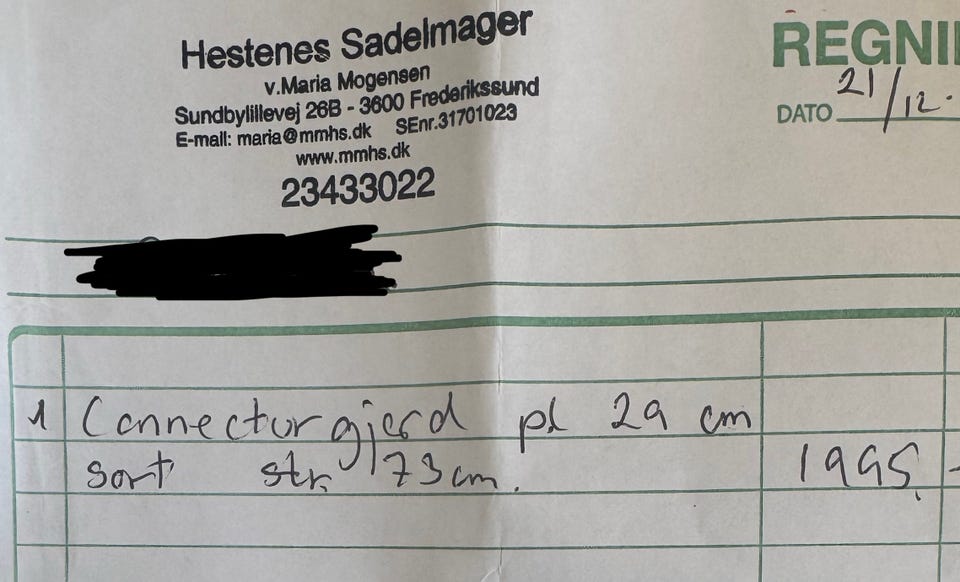 Hestenes Sadelmager
v.Maria Mogensen
Sundbylillevej 26B - 3600 Frederikssund
E-mail: maria@mmhs.dk SEnr.31701023
www.mmhs.dk
23433022
REGNI
DATO 21/12.
1 Connectorgjord pl 29 cm
sort str 73 cm. 1995,-